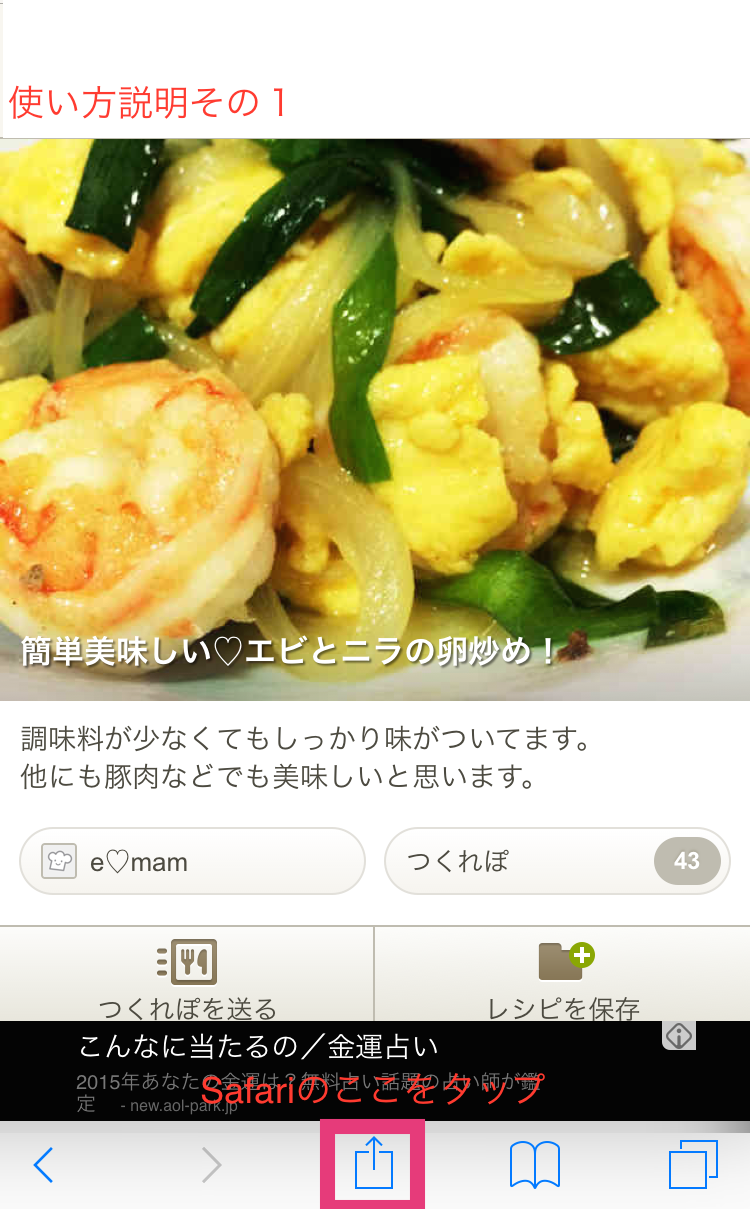 使い方説明その1
簡単美味しい♡エビとニラの卵炒め！
調味料が少なくてもしっかり味がついてます。
他にも豚肉などでも美味しいと思います。
e♡mam
つくれぽ 43
つくれぽを送る
レシピを保存
こんなに当たるの／金運占い
2015年あなたの金運は？無料占い話題の占い師が鑑
定 - new.aol-park.jp
Safariのここをタップ